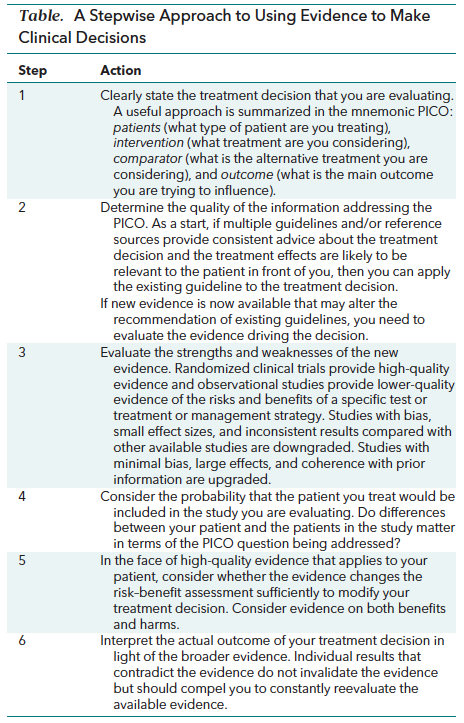 Table. A Stepwise Approach to Using Evidence to Make
Clinical Decisions
Step Action
1 Clearly state the treatment decision that you are evaluating.
A useful approach is summarized in the mnemonic PICO:
patients (what type of patient are you treating),
intervention (what treatment are you considering),
comparator (what is the alternative treatment you are
considering), and outcome (what is the main outcome
you are trying to influence).
2 Determine the quality of the information addressing the
PICO. As a start, if multiple guidelines and/or reference
sources provide consistent advice about the treatment
decision and the treatment effects are likely to be
relevant to the patient in front of you, then you can apply
the existing guideline to the treatment decision.
If new evidence is now available that may alter the
recommendation of existing guidelines, you need to
evaluate the evidence driving the decision.
3 Evaluate the strengths and weaknesses of the new
evidence. Randomized clinical trials provide high-quality
evidence and observational studies provide lower-quality
evidence of the risks and benefits of a specific test or
treatment or management strategy. Studies with bias,
small effect sizes, and inconsistent results compared with
other available studies are downgraded. Studies with
minimal bias, large effects, and coherence with prior
information are upgraded.
4 Consider the probability that the patient you treat would be
included in the study you are evaluating. Do differences
between your patient and the patients in the study matter
in terms of the PICO question being addressed?
5 In the face of high-quality evidence that applies to your
patient, consider whether the evidence changes the
risk-benefit assessment sufficiently to modify your
treatment decision. Consider evidence on both benefits
and harms.
6 Interpret the actual outcome of your treatment decision in
light of the broader evidence. Individual results that
contradict the evidence do not invalidate the evidence
but should compel you to constantly reevaluate the
available evidence.